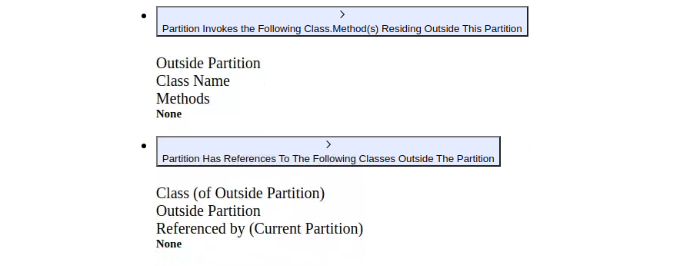 Partition Invokes the Following Class.Method(s) Residing Outside This Partition
Outside Partition
Class Name
Methods
None
Partition Has References To The Following Classes Outside The Partition
Class (of Outside Partition)
Outside Partition
Referenced by (Current Partition)
None